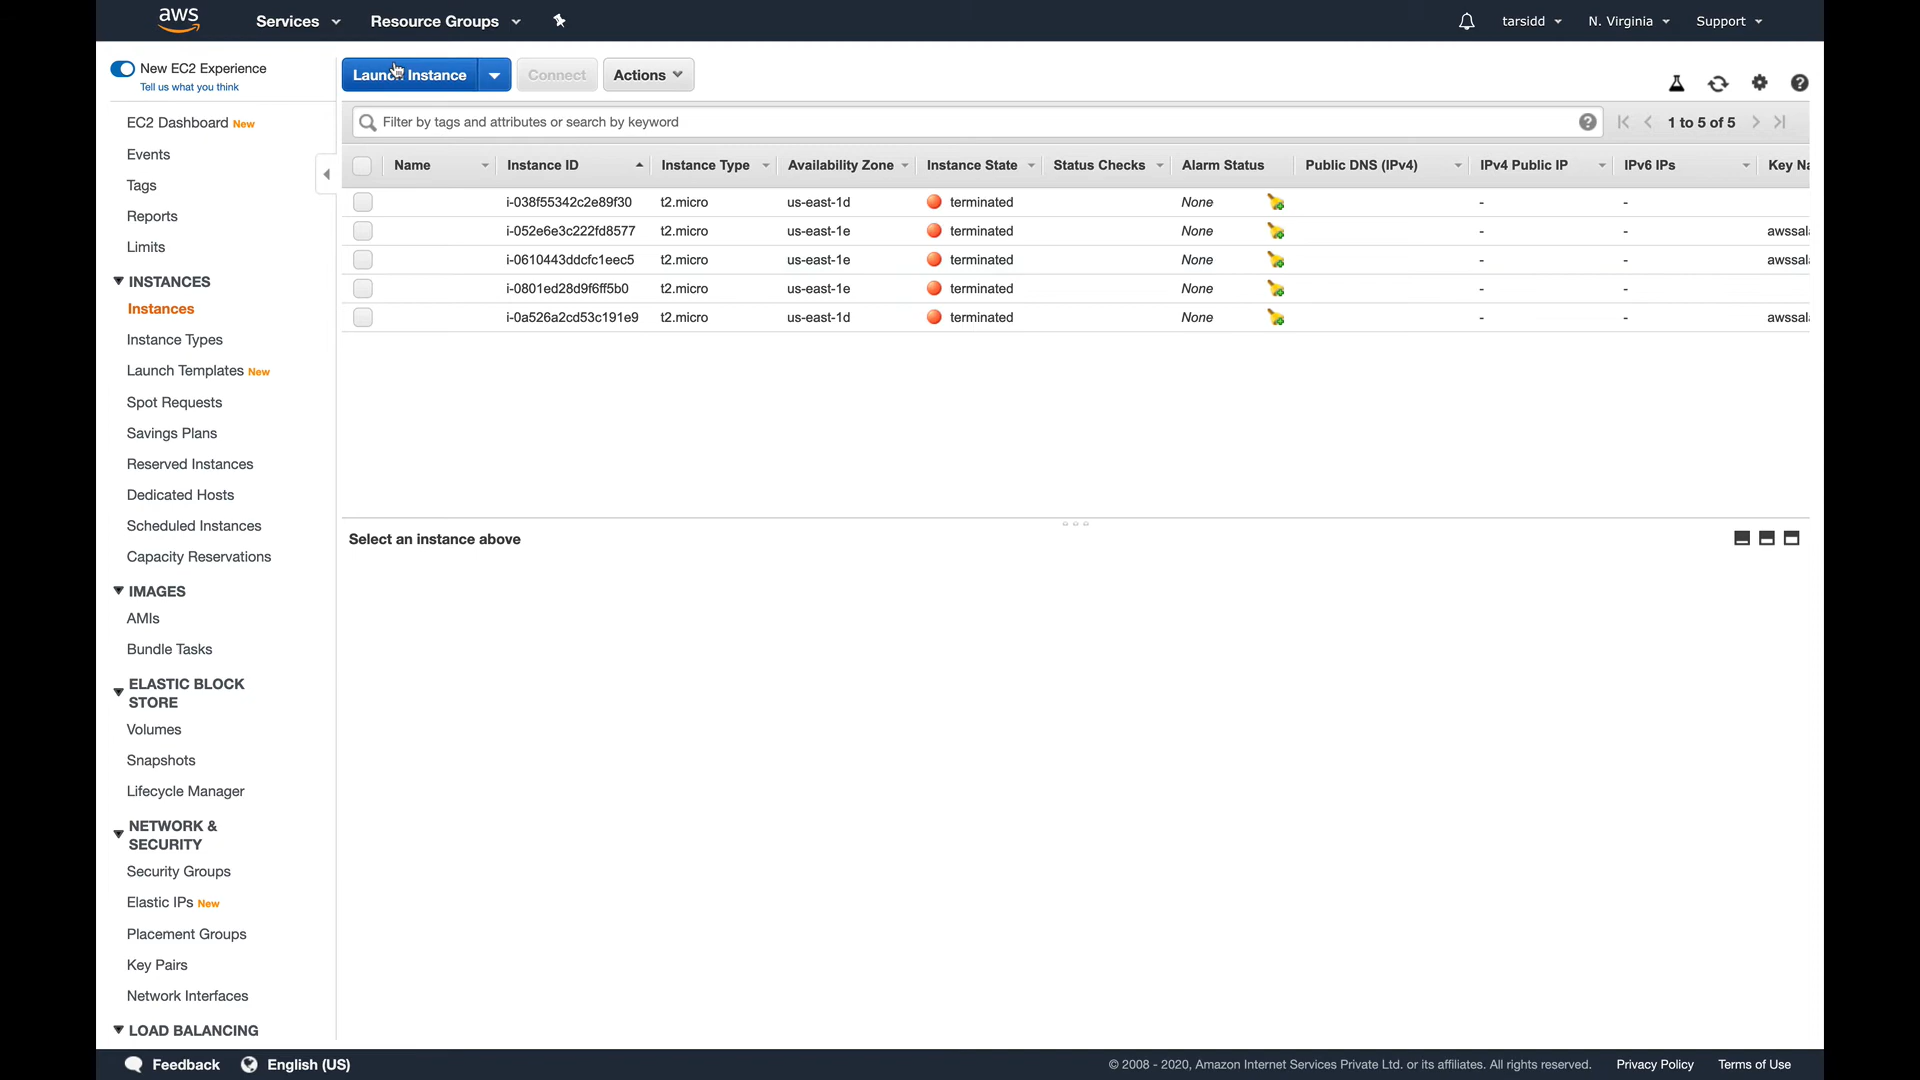 aws Services Resource Groups tarsidd N. Virginia Support
New EC2 Experience
Tell us what you think
EC2 Dashboard New
Events
Tags
Reports
Limits
INSTANCES
Instances
Instance Types
Launch Templates New
Spot Requests
Savings Plans
Reserved Instances
Dedicated Hosts
Scheduled Instances
Capacity Reservations
IMAGES
AMIs
Bundle Tasks
ELASTIC BLOCK
STORE
Volumes
Snapshots
Lifecycle Manager
NETWORK &
SECURITY
Security Groups
Elastic IPs New
Placement Groups
Key Pairs
Network Interfaces
LOAD BALANCING
Launch Instance Connect Actions
Filter by tags and attributes or search by keyword 1 to 5 of 5
Name Instance ID Instance Type Availability Zone Instance State Status Checks Alarm Status Public DNS (IPv4) IPv4 Public IP IPv6 IPs Key Na
i-038f55342c2e89f30 t2.micro us-east-1d terminated None - -
i-052e6e3c222fd8577 t2.micro us-east-1e terminated None - - awssal
i-0610443ddcfc1eec5 t2.micro us-east-1e terminated None - - awssal
i-0801ed28d9f6ff5b0 t2.micro us-east-1e terminated None - -
i-0a526a2cd53c191e9 t2.micro us-east-1d terminated None - - awssal
Select an instance above
Feedback English (US) © 2008 - 2020, Amazon Internet Services Private Ltd. or its affiliates. All rights reserved. Privacy Policy Terms of Use